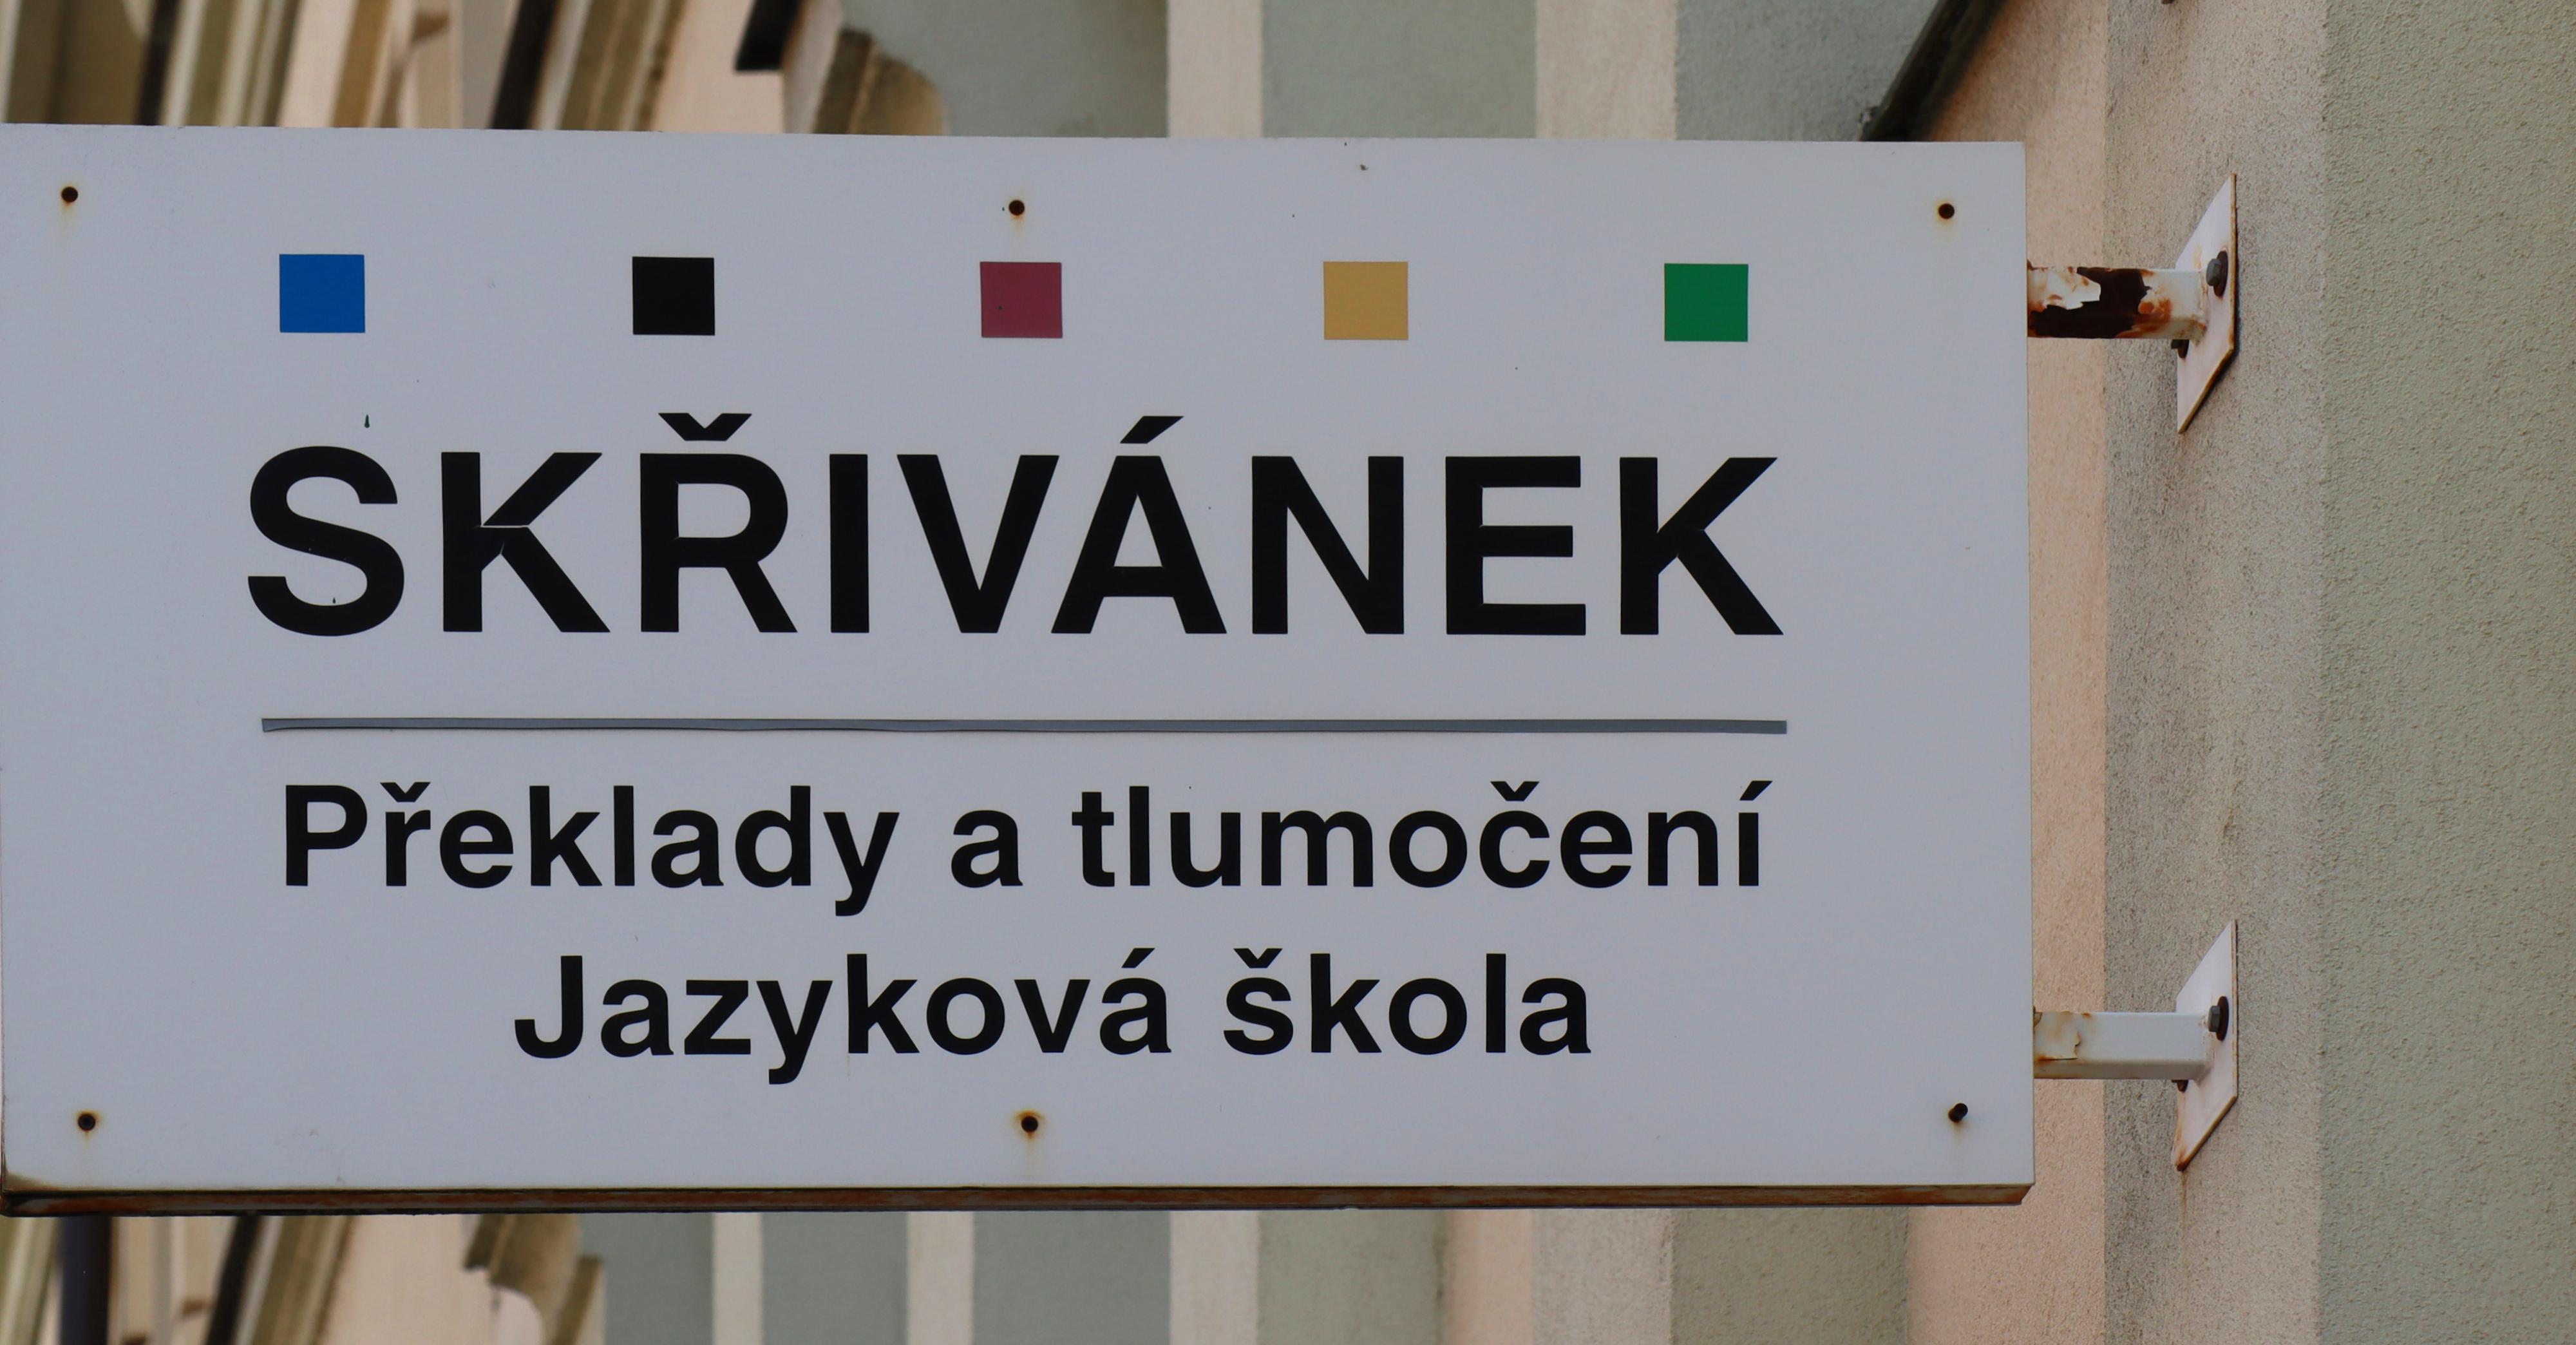 SKŘIVÁNEK
Překlady a tlumočení
Jazyková škola